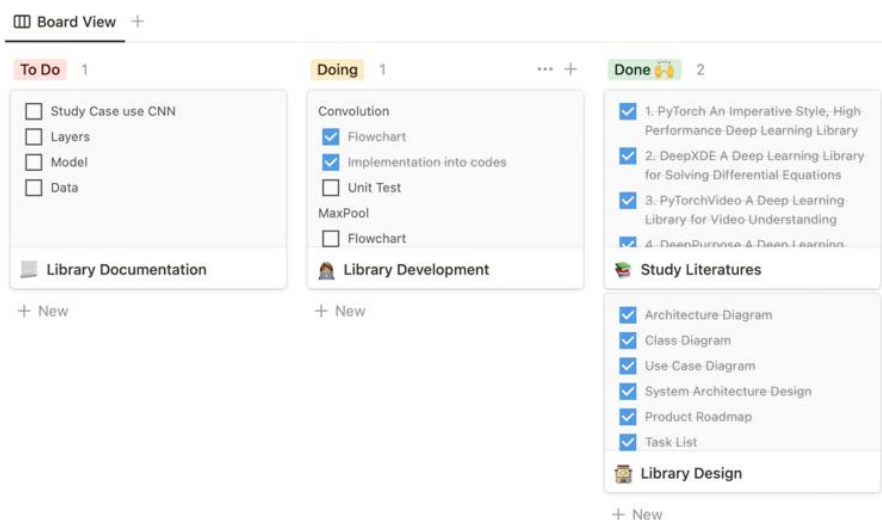 Board View +
To Do 1
Study Case use CNN
Layers
Model
Data
Library Documentation
+ New
Doing 1 ... +
Convolution
Flowchart
Implementation into codes
Unit Test
MaxPool
Flowchart
Library Development
+ New
Done 🙌 2
1. PyTorch An Imperative Style, High
Performance Deep Learning Library
2. DeepXDE A Deep Learning Library
for Solving Differential Equations
3. PyTorchVideo A Deep Learning
Library for Video Understanding
4. DeepPurpose A Deep Learning
Study Literatures
Architecture Diagram
Class Diagram
Use Case Diagram
System Architecture Design
Product Roadmap
Task List
Library Design
+ New